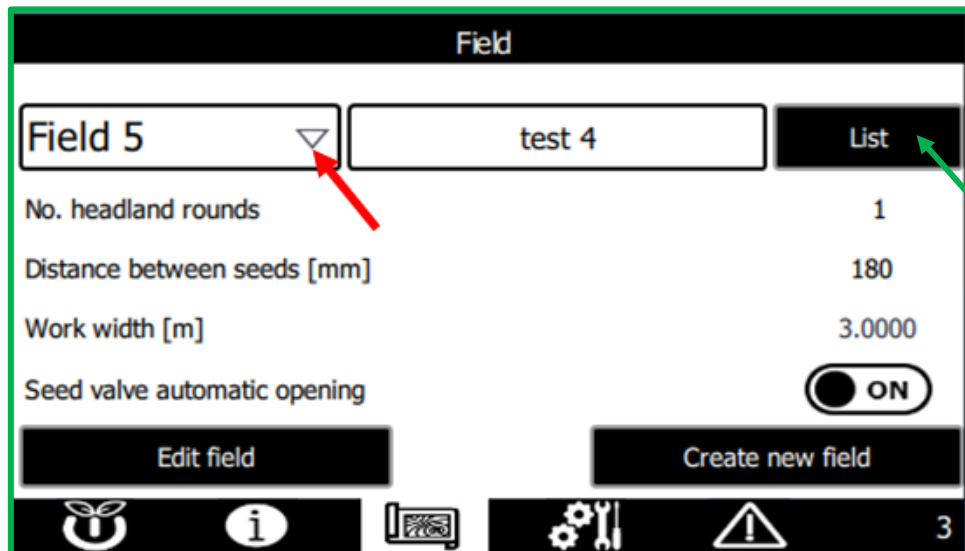 Field
Field 5 test 4 List
No. headland rounds 1
Distance between seeds [mm] 180
Work width [m] 3.0000
Seed valve automatic opening ON
Edit field Create new field
3